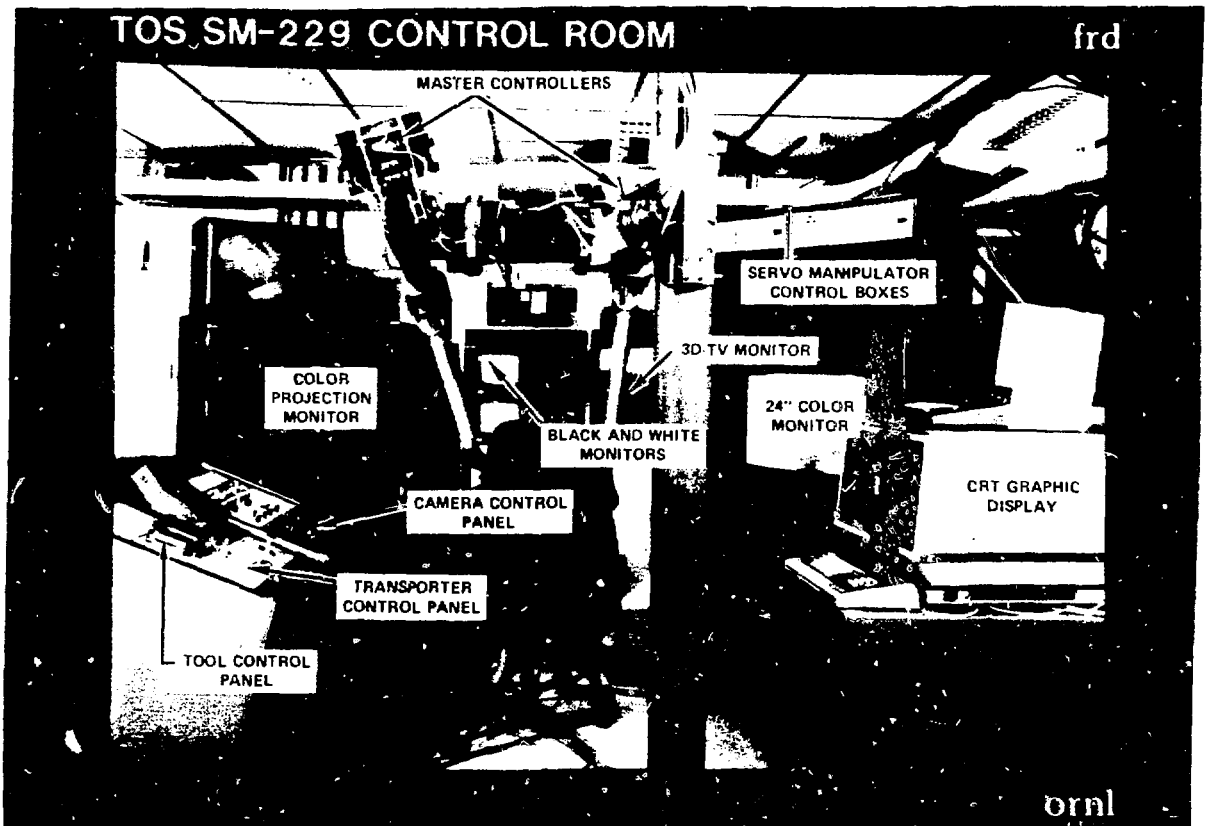 TOS SM-229 CONTROL ROOM
frd
MASTER CONTROLLERS
SERVO MANIPULATOR
CONTROL BOXES
3D-TV MONITOR
COLOR
PROJECTION
MONITOR
24" COLOR
MONITOR
BLACK AND WHITE
MONITORS
CAMERA CONTROL
PANEL
CRT GRAPHIC
DISPLAY
TRANSPORTER
CONTROL PANEL
TOOL CONTROL
PANEL
ornl